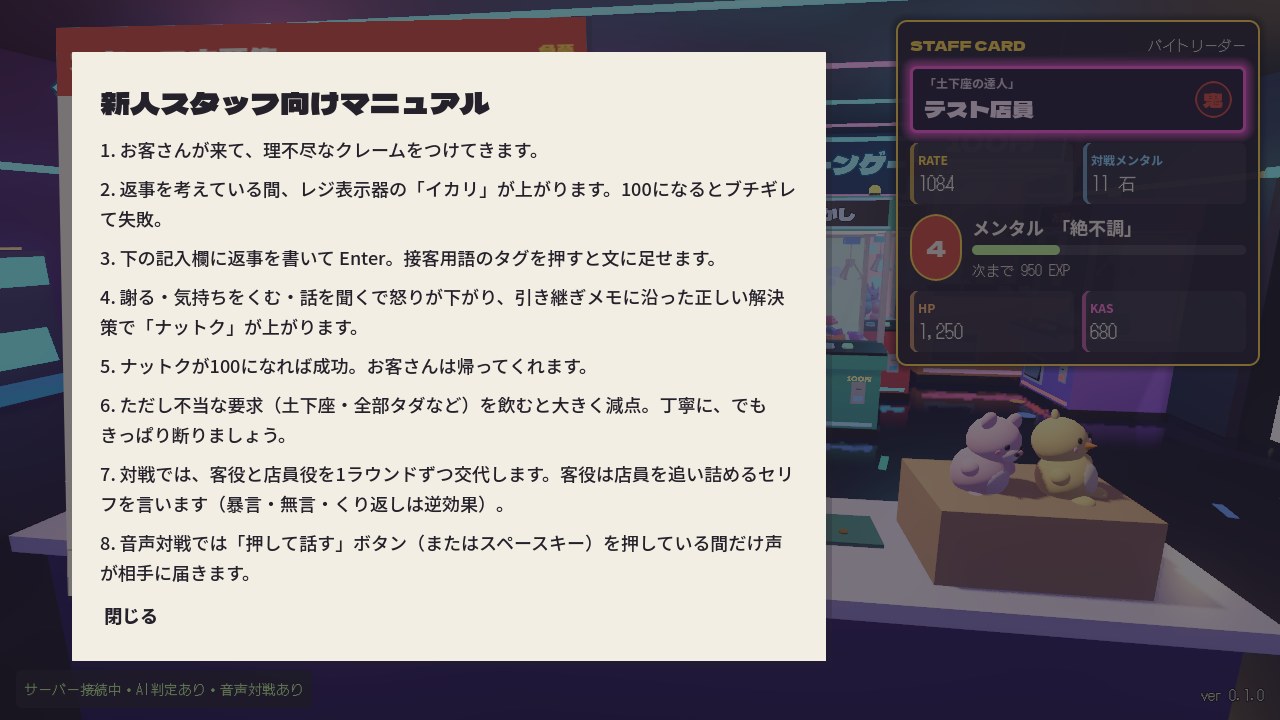 新人スタッフ向けマニュアル
1. お客さんが来て、理不尽なクレームをつけてきます。
2. 返事を考えている間、レジ表示器の「イカリ」が上がります。100になるとブチギレ
て失敗。
3. 下の記入欄に返事を書いて Enter。接客用語のタグを押すと文に足せます。
4. 謝る・気持ちをくむ・話を聞くで怒りが下がり、引き継ぎメモに沿った正しい解決
策で「ナットク」が上がります。
5. ナットクが100になれば成功。お客さんは帰ってくれます。
6. ただし不当な要求（土下座・全部タダなど）を飲むと大きく減点。丁寧に、でも
きっぱり断りましょう。
7. 対戦では、客役と店員役を1ラウンドずつ交代します。客役は店員を追い詰めるセリ
フを言います（暴言・無言・くり返しは逆効果）。
8. 音声対戦では「押して話す」ボタン（またはスペースキー）を押している間だけ声
が相手に届きます。
閉じる
STAFF CARD
バイトリーダー
「土下座の達人」
テスト店員
RATE
1084
対戦メンタル
11 石
4
メンタル 「絶不調」
次まで 950 EXP
HP
1,250
KAS
680
サーバー接続中・AI判定あり・音声対戦あり
ver 0.1.0